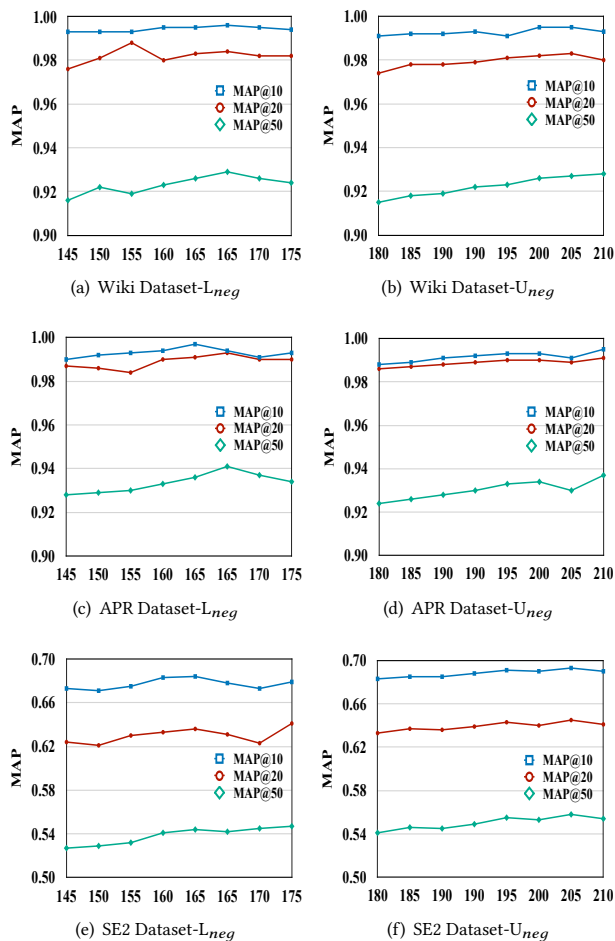 1.00
0.98
0.96
0.94
0.92
0.90
MAP
MAP@10
MAP@20
MAP@50
145 150 155 160 165 165 170 175
(a) Wiki Dataset-Lneg
1.00
0.98
0.96
0.94
0.92
0.90
MAP
MAP@10
MAP@20
MAP@50
180 185 190 190 195 200 205 210
(b) Wiki Dataset-Uneg
1.00
0.98
0.96
0.94
0.92
0.90
MAP
MAP@10
MAP@20
MAP@50
145 150 155 160 165 165 170 175
(c) APR Dataset-Lneg
1.00
0.98
0.96
0.94
0.92
0.90
MAP
MAP@10
MAP@20
MAP@50
180 185 190 190 195 200 205 210
(d) APR Dataset-Uneg
0.70
0.66
0.62
0.58
0.54
0.50
MAP
MAP@10
MAP@20
MAP@50
145 150 155 160 165 165 170 175
(e) SE2 Dataset-Lneg
0.70
0.66
0.62
0.58
0.54
0.50
MAP
MAP@10
MAP@20
MAP@50
180 185 190 190 195 200 205 210
(f) SE2 Dataset-Uneg